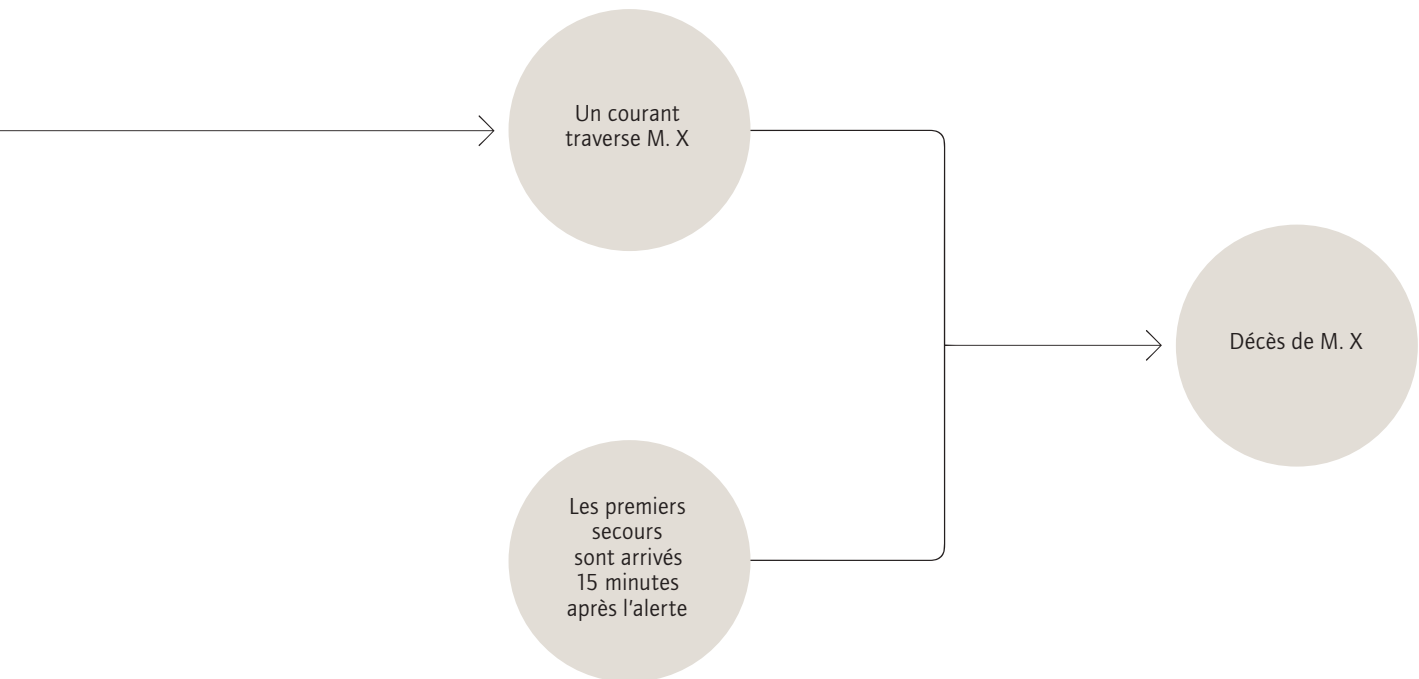 Un courant
traverse M. X
Décès de M. X
Les premiers
secours
sont arrivés
15 minutes
après l'alerte